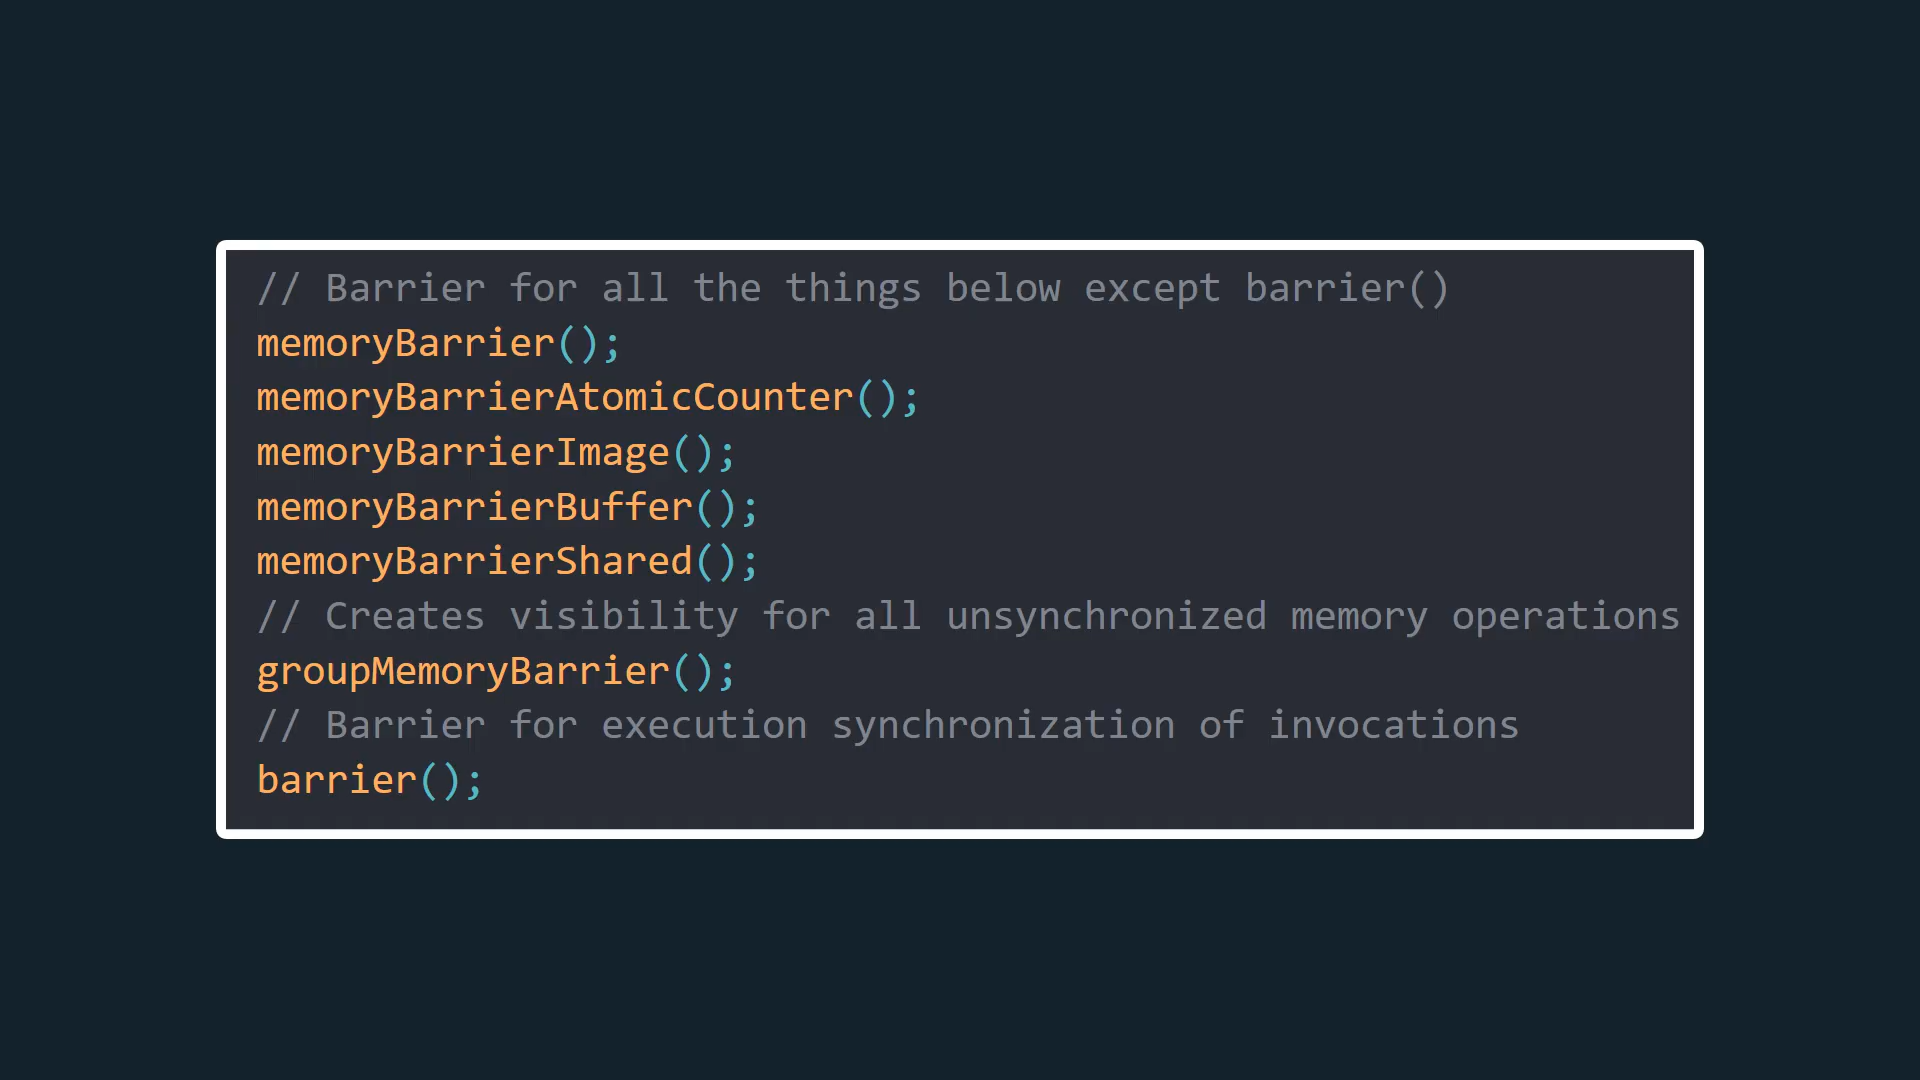 // Barrier for all the things below except barrier()
memoryBarrier();
memoryBarrierAtomicCounter();
memoryBarrierImage();
memoryBarrierBuffer();
memoryBarrierShared();
// Creates visibility for all unsynchronized memory operations
groupMemoryBarrier();
// Barrier for execution synchronization of invocations
barrier();